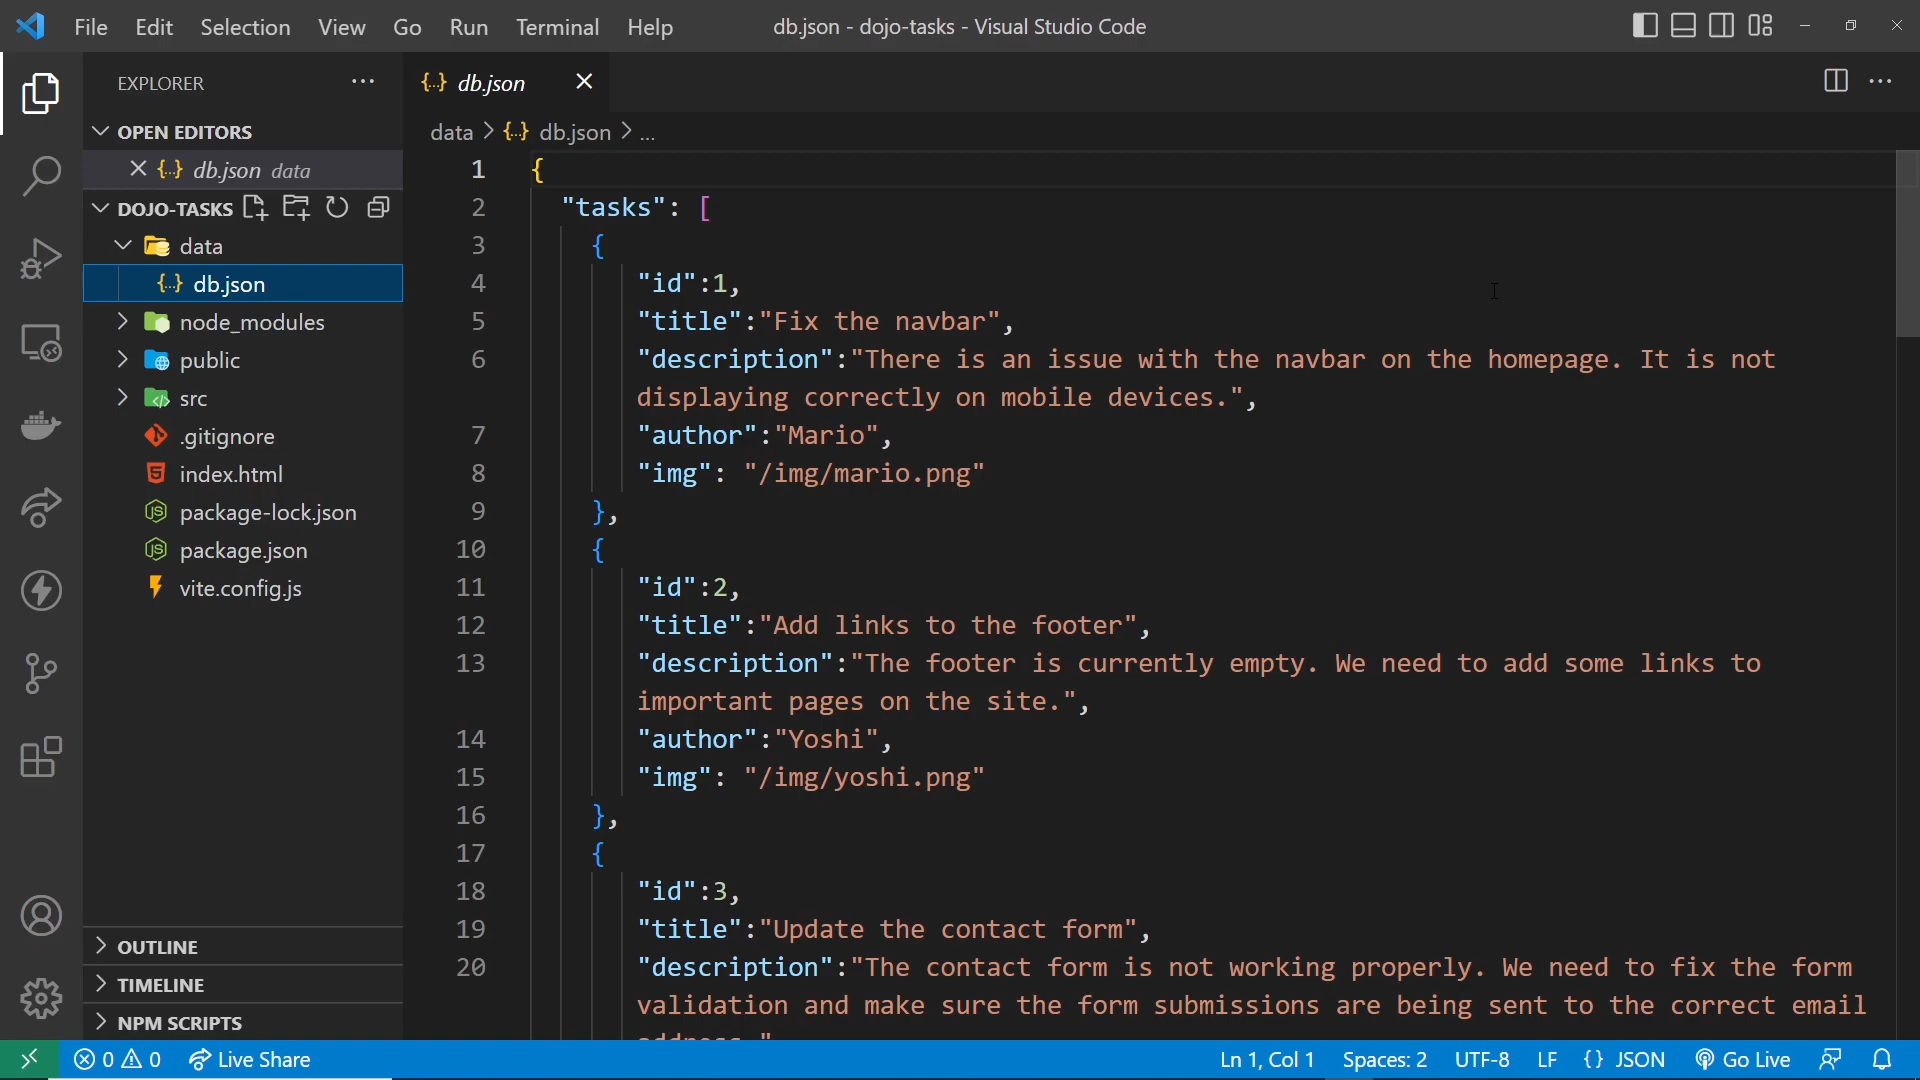 File Edit Selection View Go Run Terminal Help
db.json - dojo-tasks - Visual Studio Code
EXPLORER
OPEN EDITORS
{..} db.json data
DOJO-TASKS
data
{..} db.json
node_modules
public
src
.gitignore
index.html
package-lock.json
package.json
vite.config.js
OUTLINE
TIMELINE
NPM SCRIPTS
{..} db.json
data > {..} db.json > ...
1 {
2 "tasks": [
3 {
4 "id":1,
5 "title":"Fix the navbar",
6 "description":"There is an issue with the navbar on the homepage. It is not
displaying correctly on mobile devices.",
7 "author":"Mario",
8 "img": "/img/mario.png"
9 },
10 {
11 "id":2,
12 "title":"Add links to the footer",
13 "description":"The footer is currently empty. We need to add some links to
important pages on the site.",
14 "author":"Yoshi",
15 "img": "/img/yoshi.png"
16 },
17 {
18 "id":3,
19 "title":"Update the contact form",
20 "description":"The contact form is not working properly. We need to fix the form
validation and make sure the form submissions are being sent to the correct email
0 0 Live Share
Ln 1, Col 1 Spaces: 2 UTF-8 LF {} JSON Go Live